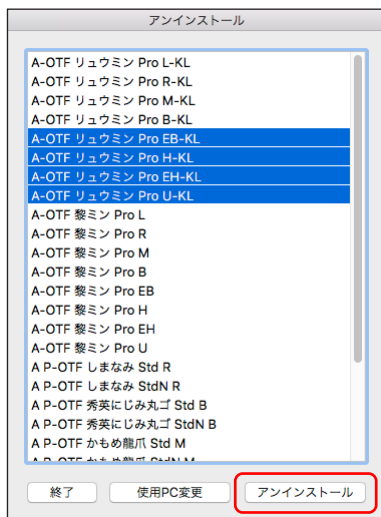 アンインストール
A-OTF リュウミン Pro L-KL
A-OTF リュウミン Pro R-KL
A-OTF リュウミン Pro M-KL
A-OTF リュウミン Pro B-KL
A-OTF リュウミン Pro EB-KL
A-OTF リュウミン Pro H-KL
A-OTF リュウミン Pro EH-KL
A-OTF リュウミン Pro U-KL
A-OTF 黎ミン Pro L
A-OTF 黎ミン Pro R
A-OTF 黎ミン Pro M
A-OTF 黎ミン Pro B
A-OTF 黎ミン Pro EB
A-OTF 黎ミン Pro H
A-OTF 黎ミン Pro EH
A-OTF 黎ミン Pro U
A P-OTF しまなみ Std R
A P-OTF しまなみ StdN R
A P-OTF 秀英にじみ丸ゴ Std B
A P-OTF 秀英にじみ丸ゴ StdN B
A P-OTF かもめ龍爪 Std M
A P-OTF かもめ龍爪 StdN M
終了
使用PC変更
アンインストール